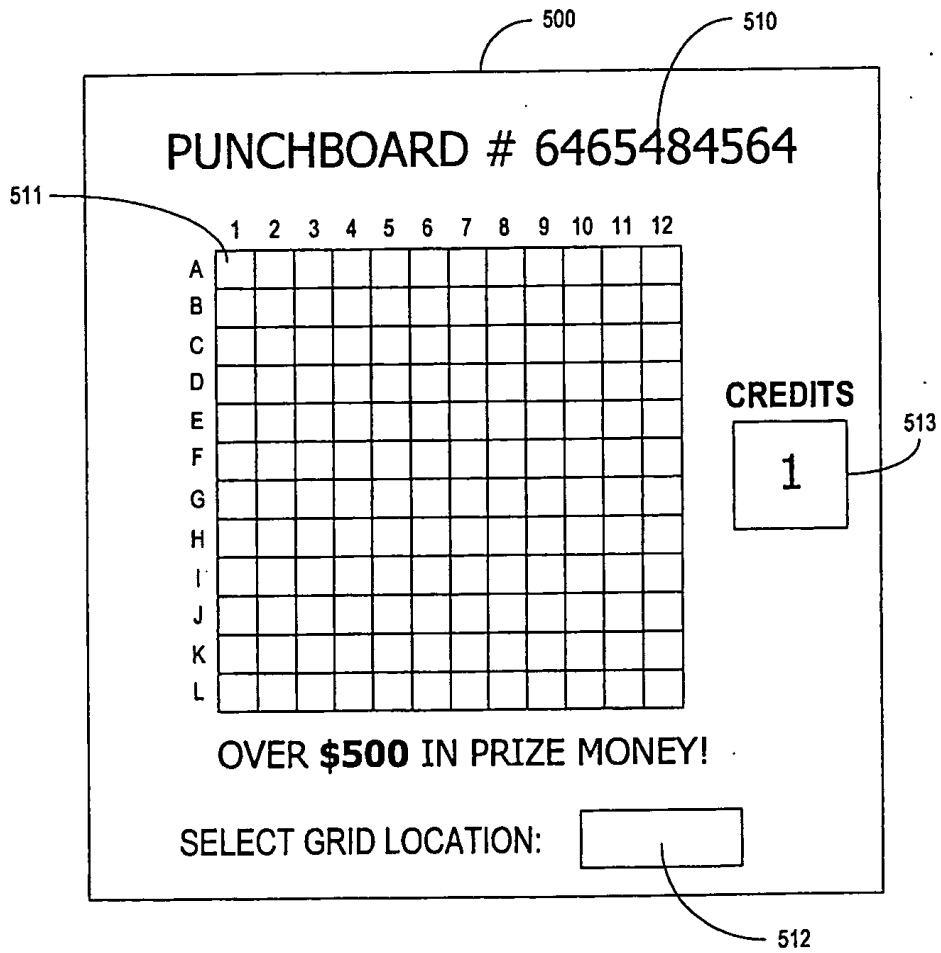 500
510
PUNCHBOARD # 6465484564
511
1 2 3 4 5 6 7 8 9 10 11 12
A
B
C
D
E
F
G
H
I
J
K
L
CREDITS
513
1
OVER $500 IN PRIZE MONEY!
SELECT GRID LOCATION:
512